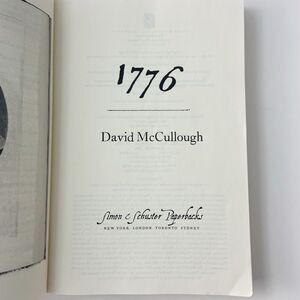 1776
David McCullough
Simon & Schuster Paperbacks
NEW YORK LONDON TORONTO SYDNEY